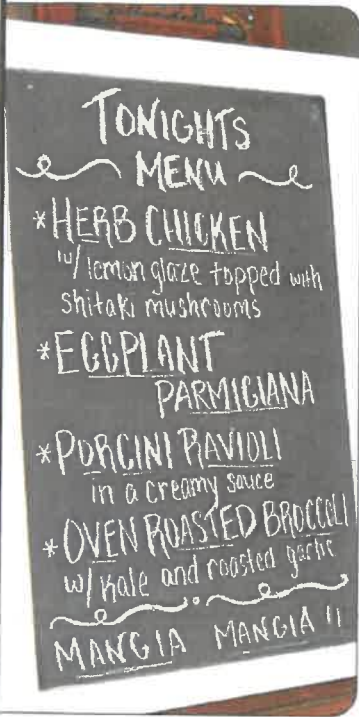 TONIGHTS
MENU
*HERB CHICKEN
w/ lemon glaze topped with
shitaki mushrooms
*EGGPLANT
PARMIGIANA
*PORCINI RAVIOLI
in a creamy sauce
*OVEN ROASTED BROCCOLI
w/ kale and roasted garlic
MANGIA MANGIA !!